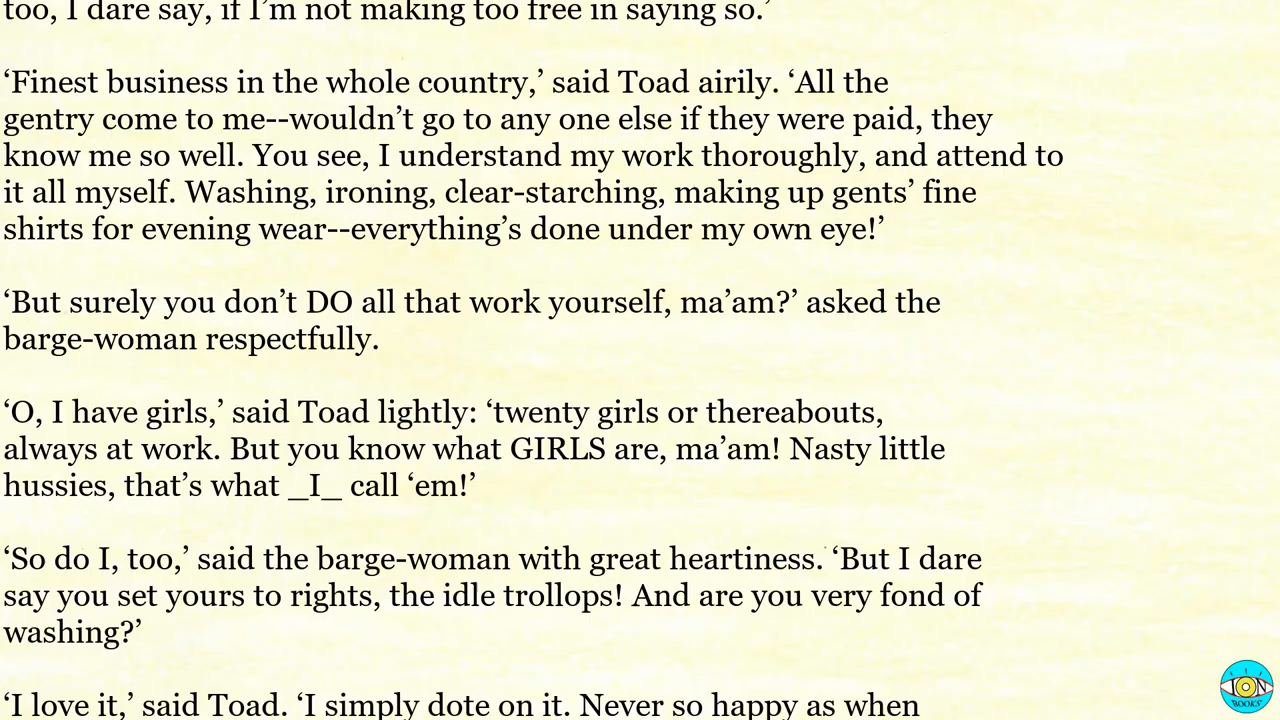 too, I dare say, if I’m not making too free in saying so.’
‘Finest business in the whole country,’ said Toad airily. ‘All the
gentry come to me--wouldn’t go to any one else if they were paid, they
know me so well. You see, I understand my work thoroughly, and attend to
it all myself. Washing, ironing, clear-starching, making up gents’ fine
shirts for evening wear--everything’s done under my own eye!’
‘But surely you don’t DO all that work yourself, ma’am?’ asked the
barge-woman respectfully.
‘O, I have girls,’ said Toad lightly: ‘twenty girls or thereabouts,
always at work. But you know what GIRLS are, ma’am! Nasty little
hussies, that’s what _I_ call ‘em!’
‘So do I, too,’ said the barge-woman with great heartiness. ‘But I dare
say you set yours to rights, the idle trollops! And are you very fond of
washing?’
‘I love it,’ said Toad. ‘I simply dote on it. Never so happy as when
ION
BOOKS